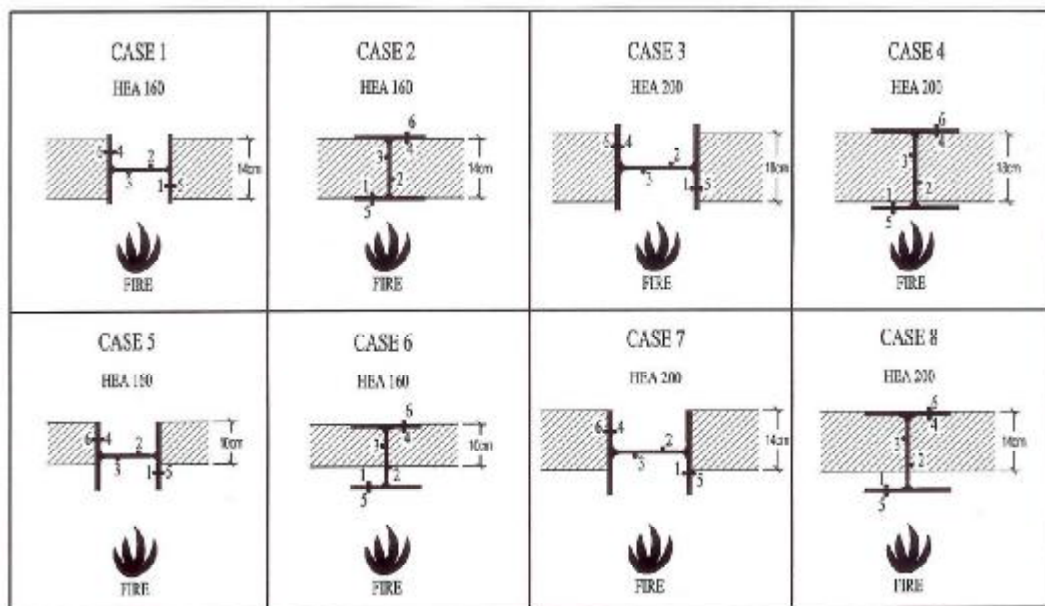 CASE 1
HEA 160
6 4 2
3 1 5
14cm
FIRE
CASE 2
HEA 160
6
4
3
1 2
5
14cm
FIRE
CASE 3
HEA 200
6 4 2
3 1 5
18cm
FIRE
CASE 4
HEA 200
6
4
3
1 2
5
18cm
FIRE
CASE 5
HEA 160
6 4 2
3 1 5
10cm
FIRE
CASE 6
HEA 160
6
4
3
1 2
5
10cm
FIRE
CASE 7
HEA 200
6 4 2
3 1 5
14cm
FIRE
CASE 8
HEA 200
6
4
3
1 2
5
14cm
FIRE